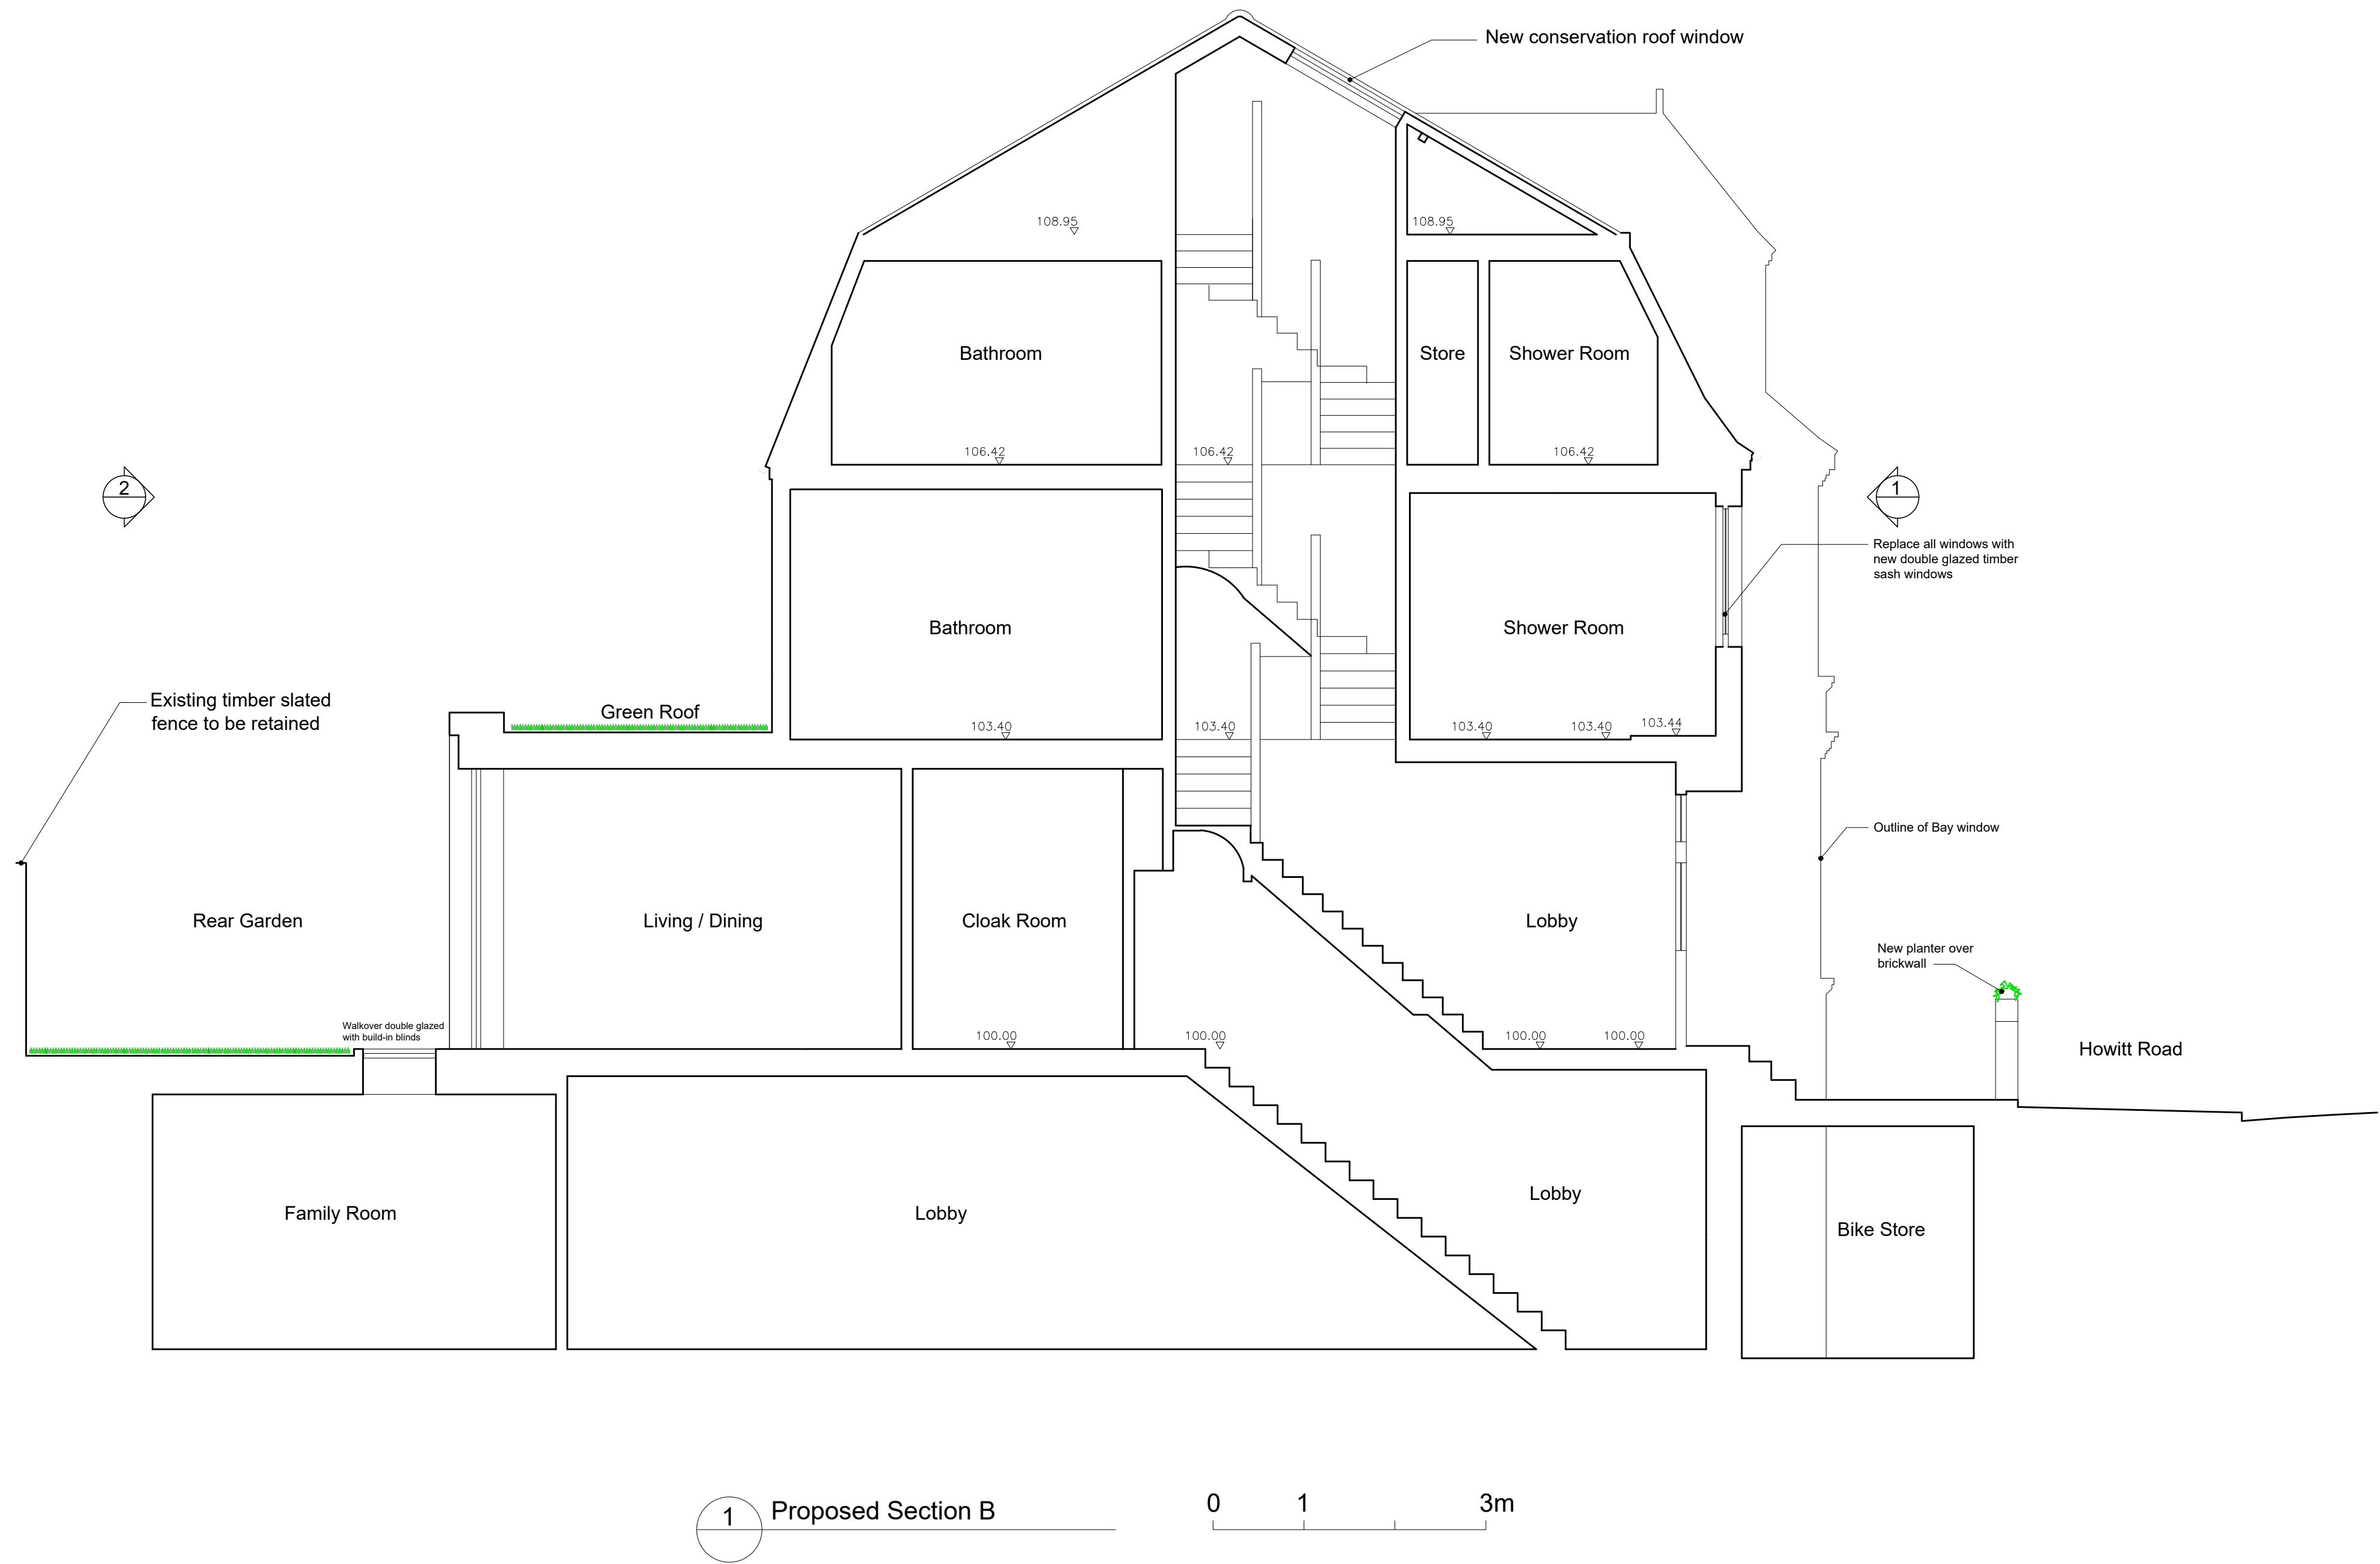 New conservation roof window
108.95
108.95
Bathroom
Store
Shower Room
106.42
106.42
106.42
2
1
Replace all windows with
new double glazed timber
sash windows
Bathroom
Shower Room
Existing timber slated
fence to be retained
Green Roof
103.40
103.40
103.40
103.40
103.44
Outline of Bay window
Rear Garden
Living / Dining
Cloak Room
Lobby
New planter over
brickwall
Walkover double glazed
with build-in blinds
100.00
100.00
100.00
100.00
Howitt Road
Family Room
Lobby
Lobby
Bike Store
1
Proposed Section B
0
1
3m